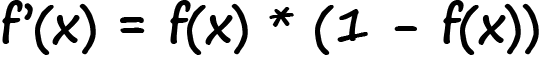 f'(x) = f(x) * (1 - f(x))